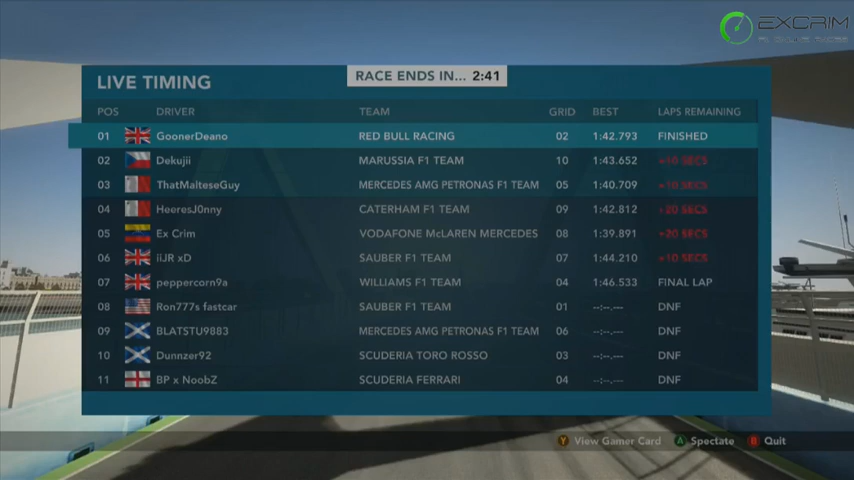 EXCRIM
LIVE TIMING
RACE ENDS IN... 2:41
POS DRIVER TEAM GRID BEST LAPS REMAINING
01 GoonerDeano RED BULL RACING 02 1:42.793 FINISHED
02 Dekujii MARUSSIA F1 TEAM 10 1:43.652 +10 SECS
03 ThatMalteseGuy MERCEDES AMG PETRONAS F1 TEAM 05 1:40.709 +10 SECS
04 HeeresJ0nny CATERHAM F1 TEAM 09 1:42.812 +20 SECS
05 Ex Crim VODAFONE McLAREN MERCEDES 08 1:39.891 +20 SECS
06 iiJR xD SAUBER F1 TEAM 07 1:44.210 +10 SECS
07 peppercorn9a WILLIAMS F1 TEAM 04 1:46.533 FINAL LAP
08 Ron777s fastcar SAUBER F1 TEAM 01 --:--.--- DNF
09 BLATSTU9883 MERCEDES AMG PETRONAS F1 TEAM 06 --:--.--- DNF
10 Dunnzer92 SCUDERIA TORO ROSSO 03 --:--.--- DNF
11 BP x NoobZ SCUDERIA FERRARI 04 --:--.--- DNF
Y View Gamer Card A Spectate B Quit